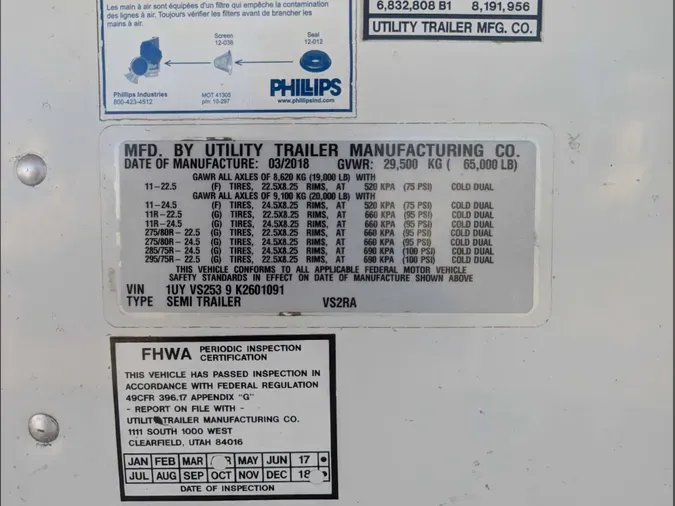 Les main à air sont équipées d'un filtre qui empêche la contamination
des lignes à air. Toujours vérifier les filtres avant de brancher les
mains à air.
Screen
12-038
Seal
12-012
Phillips Industries
800-423-4512
MOT 41305
p/n: 10-297
PHILLIPS
www.phillipsind.com
6,832,808 B1 8,191,956
UTILITY TRAILER MFG. CO.
MFD. BY UTILITY TRAILER MANUFACTURING CO.
DATE OF MANUFACTURE: 03/2018 GVWR: 29,500 KG ( 65,000 LB)
GAWR ALL AXLES OF 8,620 KG (19,000 LB) WITH
11-22.5 (F) TIRES, 22.5X8.25 RIMS, AT 520 KPA (75 PSI) COLD DUAL
GAWR ALL AXLES OF 9,100 KG (20,000 LB) WITH
11-24.5 (F) TIRES, 24.5X8.25 RIMS, AT 520 KPA (75 PSI) COLD DUAL
11R-22.5 (G) TIRES, 22.5X8.25 RIMS, AT 660 KPA (95 PSI) COLD DUAL
11R-24.5 (G) TIRES, 24.5X8.25 RIMS, AT 660 KPA (95 PSI) COLD DUAL
275/80R-22.5 (G) TIRES, 22.5X8.25 RIMS, AT 660 KPA (95 PSI) COLD DUAL
275/80R-24.5 (G) TIRES, 24.5X8.25 RIMS, AT 660 KPA (95 PSI) COLD DUAL
285/75R-24.5 (G) TIRES, 24.5X8.25 RIMS, AT 690 KPA (100 PSI) COLD DUAL
295/75R-22.5 (G) TIRES, 22.5X8.25 RIMS, AT 690 KPA (100 PSI) COLD DUAL
THIS VEHICLE CONFORMS TO ALL APPLICABLE FEDERAL MOTOR VEHICLE
SAFETY STANDARDS IN EFFECT ON DATE OF MANUFACTURE SHOWN ABOVE
VIN 1UY VS253 9 K2601091
TYPE SEMI TRAILER VS2RA
FHWA PERIODIC INSPECTION
CERTIFICATION
THIS VEHICLE HAS PASSED INSPECTION IN
ACCORDANCE WITH FEDERAL REGULATION
49CFR 396.17 APPENDIX "G"
- REPORT ON FILE WITH -
UTILITY TRAILER MANUFACTURING CO.
1111 SOUTH 1000 WEST
CLEARFIELD, UTAH 84016
JAN FEB MAR MAY JUN 17
JUL AUG SEP OCT NOV DEC 18
DATE OF INSPECTION